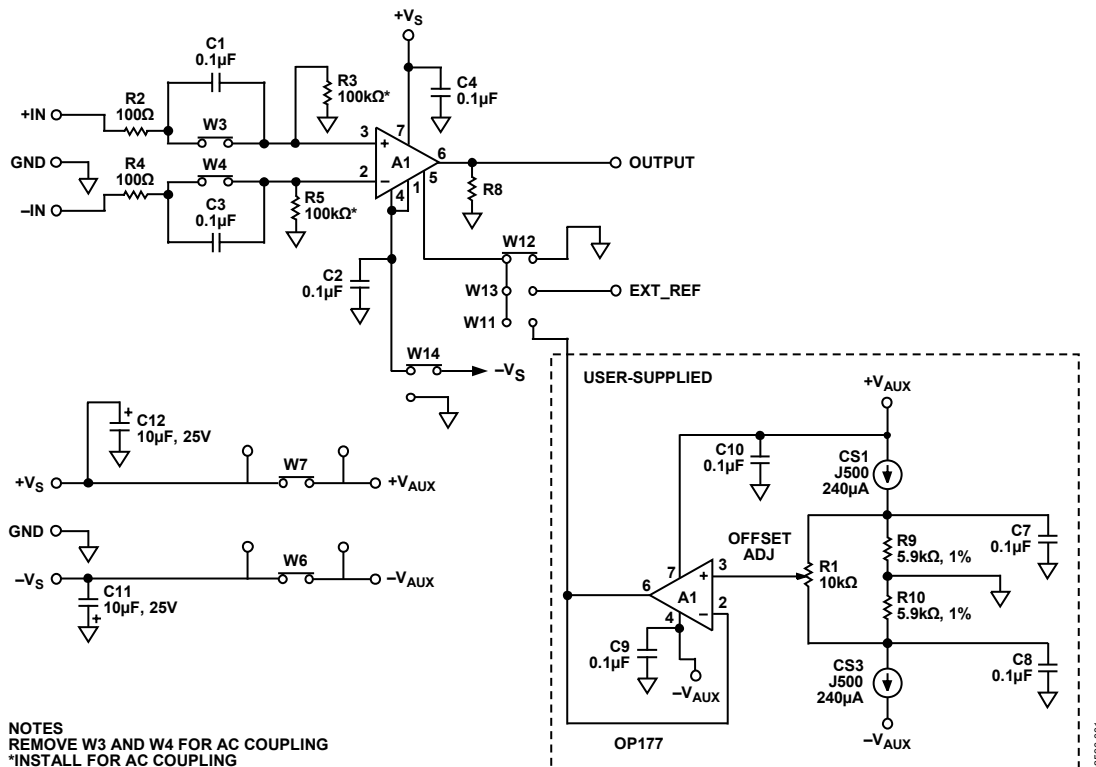 +VS
C1
0.1µF
R2
100Ω
+IN
W3
R3
100kΩ*
C4
0.1µF
3
7
+
A1
6
OUTPUT
GND
R4
100Ω
W4
2
–
4
1
5
R8
–IN
C3
0.1µF
R5
100kΩ*
C2
0.1µF
W12
W13
EXT_REF
W11
W14
–VS
USER-SUPPLIED
+VAUX
+
C12
10µF, 25V
+VS
W7
+VAUX
GND
–VS
W6
–VAUX
C11
10µF, 25V
+
C10
0.1µF
CS1
J500
240µA
OFFSET
ADJ
R1
10kΩ
R9
5.9kΩ, 1%
C7
0.1µF
R10
5.9kΩ, 1%
7
3
6
+
A1
2
–
4
C9
0.1µF
–VAUX
CS3
J500
240µA
C8
0.1µF
–VAUX
OP177
NOTES
REMOVE W3 AND W4 FOR AC COUPLING
*INSTALL FOR AC COUPLING